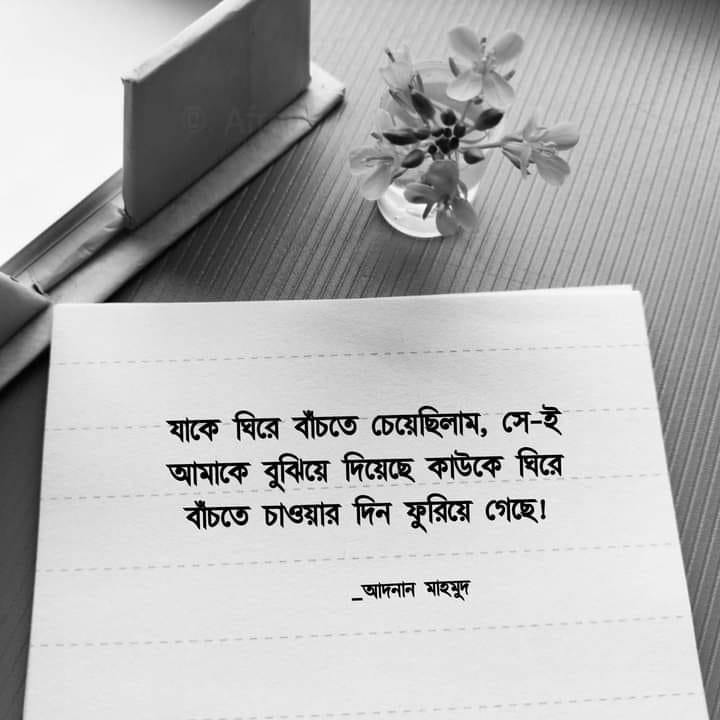 যাকে ঘিরে বাঁচতে চেয়েছিলাম, সে-ই
আমাকে বুঝিয়ে দিয়েছে কাউকে ঘিরে
বাঁচতে চাওয়ার দিন ফুরিয়ে গেছে!
_আদনান মাহমুদ